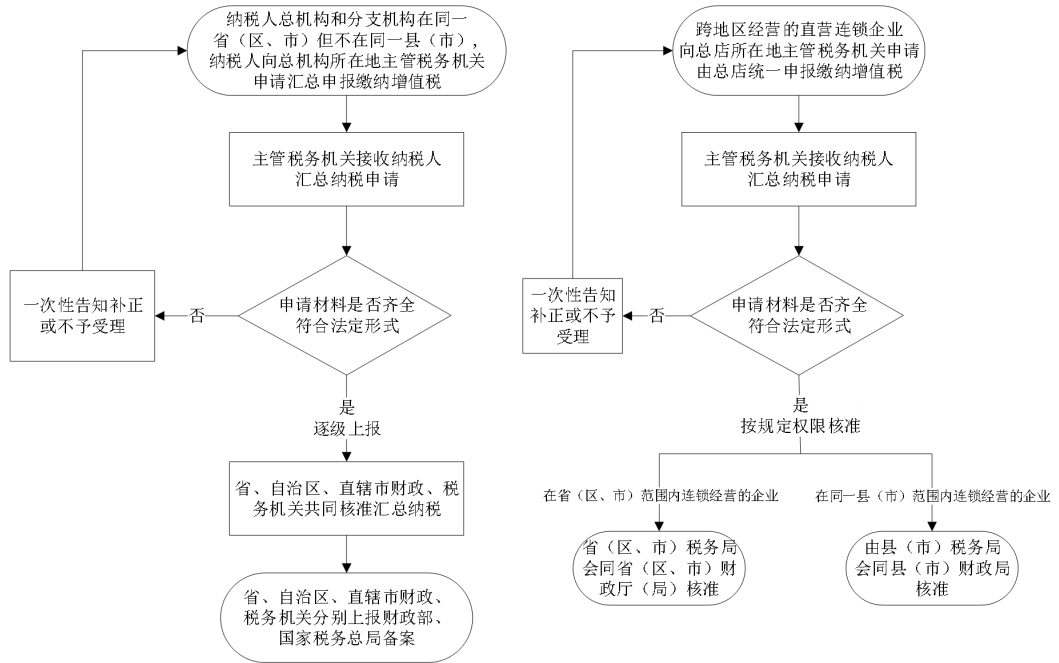 纳税人总机构和分支机构在同一
省（区、市）但不在同一县（市），
纳税人向总机构所在地主管税务机关
申请汇总申报缴纳增值税
主管税务机关接收纳税人
汇总纳税申请
申请材料是否齐全
符合法定形式
否
一次性告知补正
或不予受理
是
逐级上报
省、自治区、直辖市财政、税
务机关共同核准汇总纳税
省、自治区、直辖市财政、
税务机关分别上报财政部、
国家税务总局备案
跨地区经营的直营连锁企业
向总店所在地主管税务机关申请
由总店统一申报缴纳增值税
主管税务机关接收纳税人
汇总纳税申请
申请材料是否齐全
符合法定形式
否
一次性告知
补正或不予
受理
是
按规定权限核准
在省（区、市）范围内连锁经营的企业
省（区、市）税务局
会同省（区、市）财
政厅（局）核准
在同一县（市）范围内连锁经营的企业
由县（市）税务局
会同县（市）财政局
核准